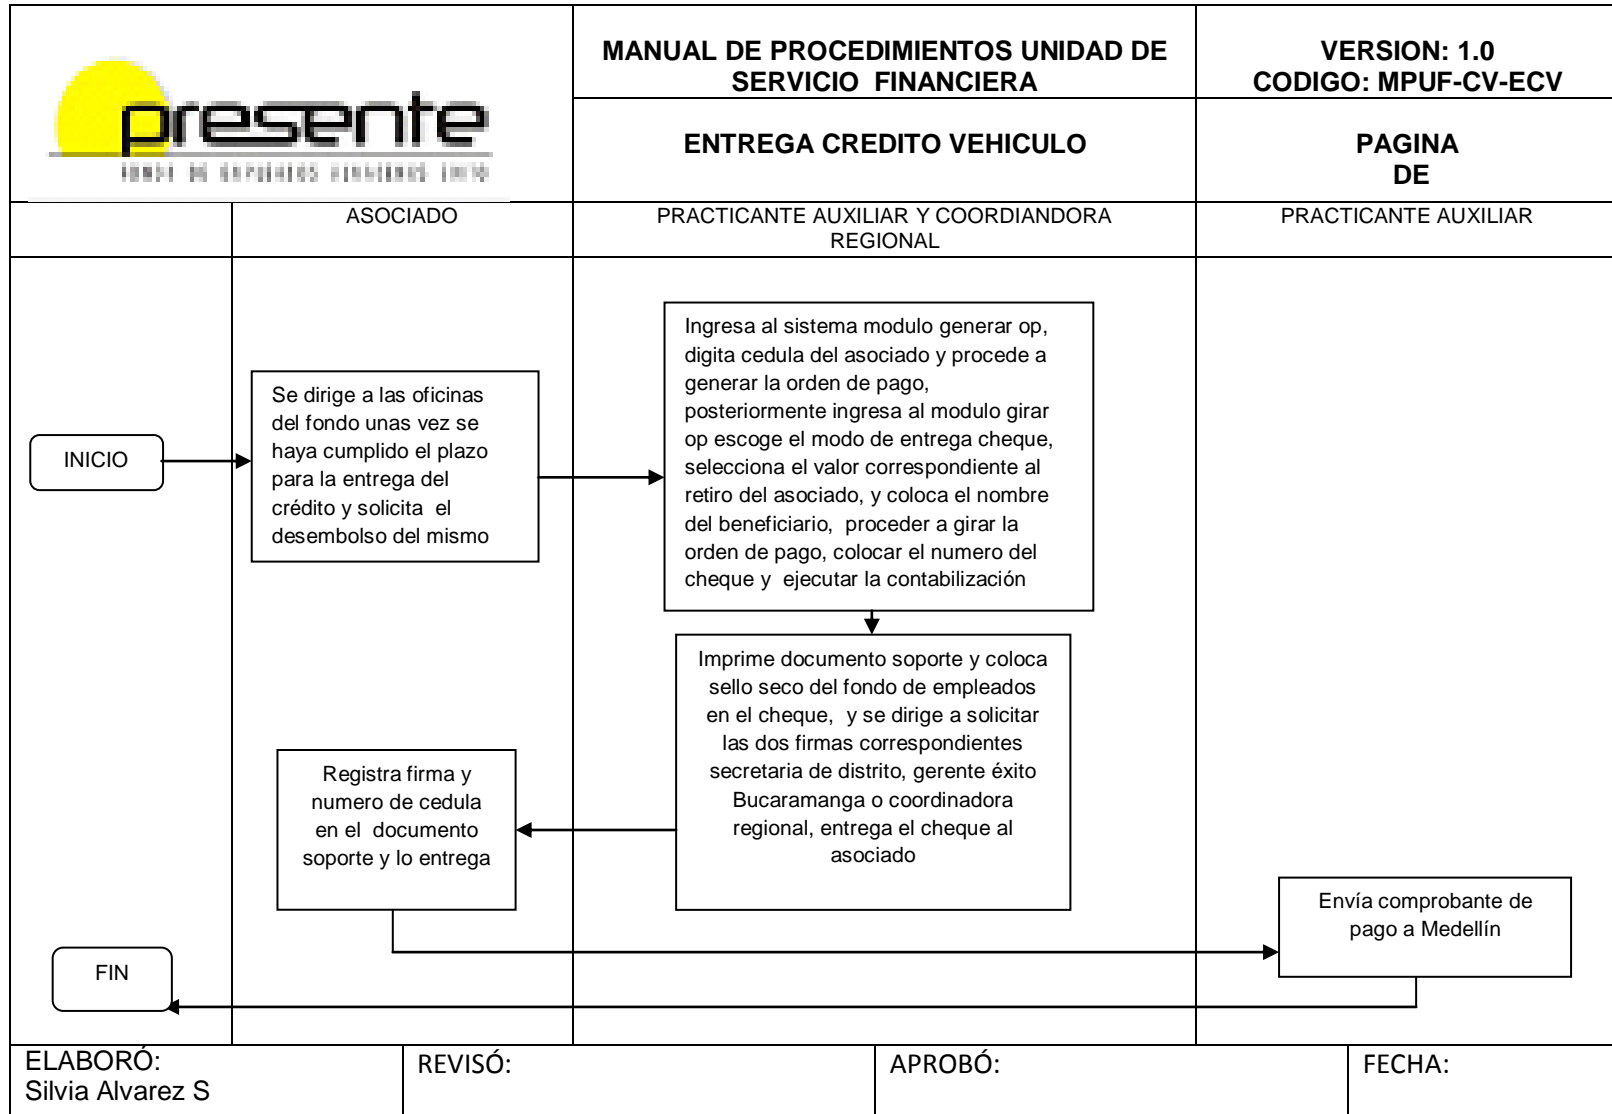 presente
MANUAL DE PROCEDIMIENTOS UNIDAD DE
SERVICIO FINANCIERA
VERSION: 1.0
CODIGO: MPUF-CV-ECV
ENTREGA CREDITO VEHICULO
PAGINA
DE
ASOCIADO
PRACTICANTE AUXILIAR Y COORDIANDORA
REGIONAL
PRACTICANTE AUXILIAR
INICIO
Se dirige a las oficinas
del fondo unas vez se
haya cumplido el plazo
para la entrega del
crédito y solicita el
desembolso del mismo
Ingresa al sistema modulo generar op,
digita cedula del asociado y procede a
generar la orden de pago,
posteriormente ingresa al modulo girar
op escoge el modo de entrega cheque,
selecciona el valor correspondiente al
retiro del asociado, y coloca el nombre
del beneficiario, proceder a girar la
orden de pago, colocar el numero del
cheque y ejecutar la contabilización
Imprime documento soporte y coloca
sello seco del fondo de empleados
en el cheque, y se dirige a solicitar
las dos firmas correspondientes
secretaria de distrito, gerente éxito
Bucaramanga o coordinadora
regional, entrega el cheque al
asociado
Registra firma y
numero de cedula
en el documento
soporte y lo entrega
Envía comprobante de
pago a Medellín
FIN
ELABORÓ:
Silvia Alvarez S
REVISÓ:
APROBÓ:
FECHA: